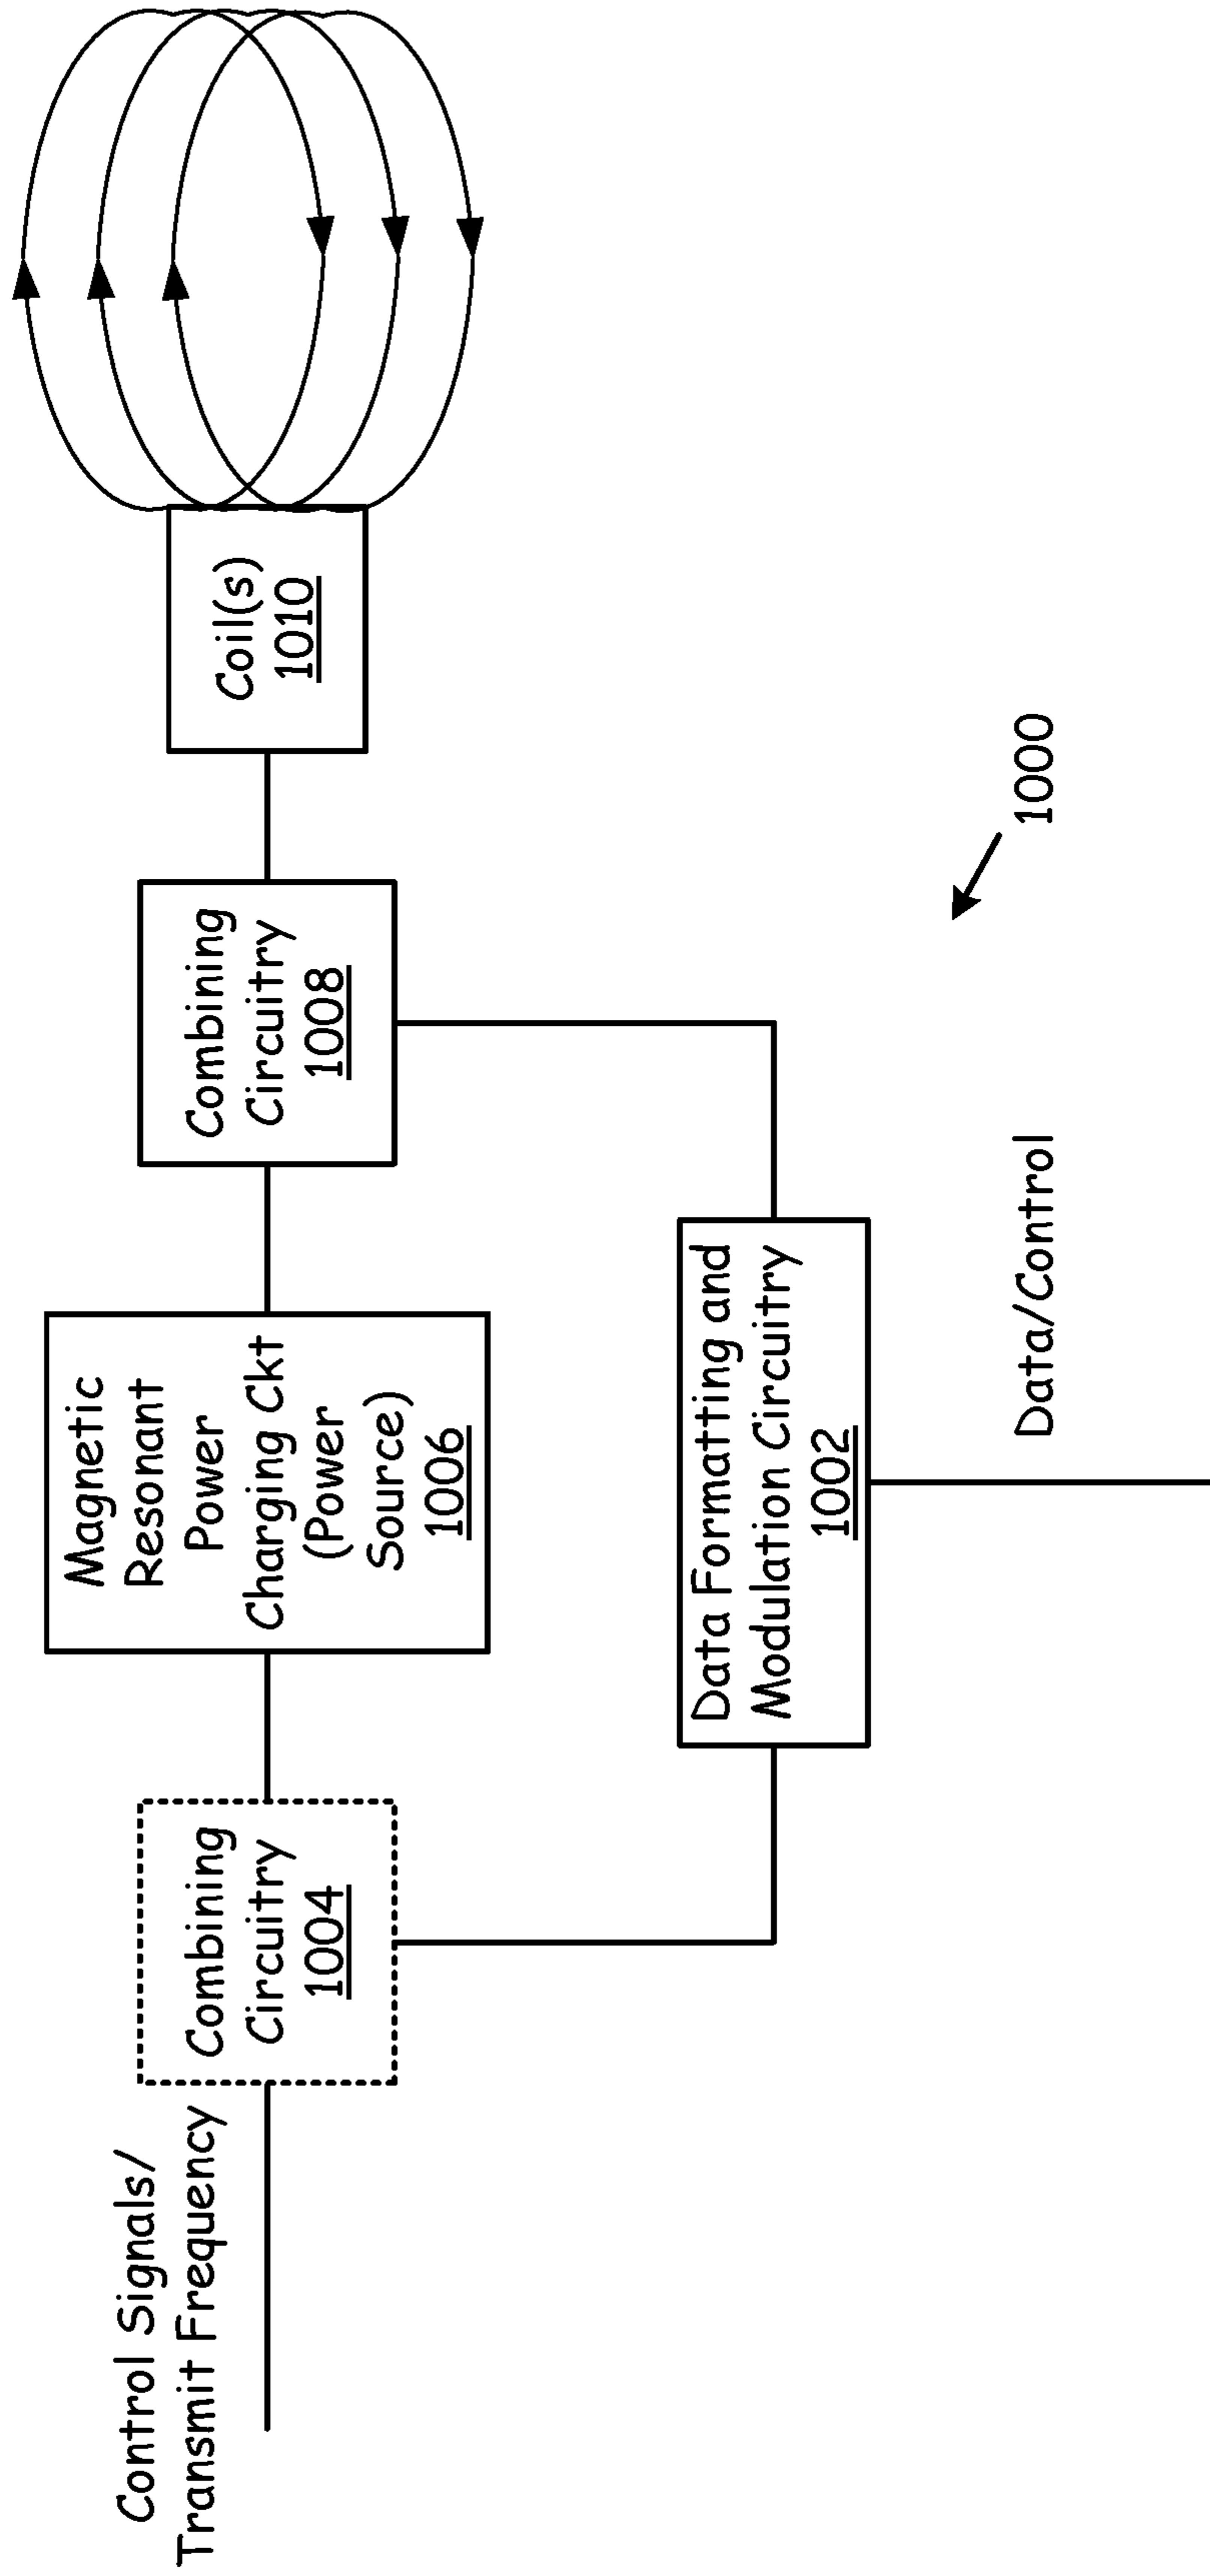 Control Signals/
Transmit Frequency
Combining
Circuitry
1004
Magnetic
Resonant
Power
Charging Ckt
(Power
Source)
1006
Combining
Circuitry
1008
Coil(s)
1010
Data Formatting and
Modulation Circuitry
1002
Data/Control
1000